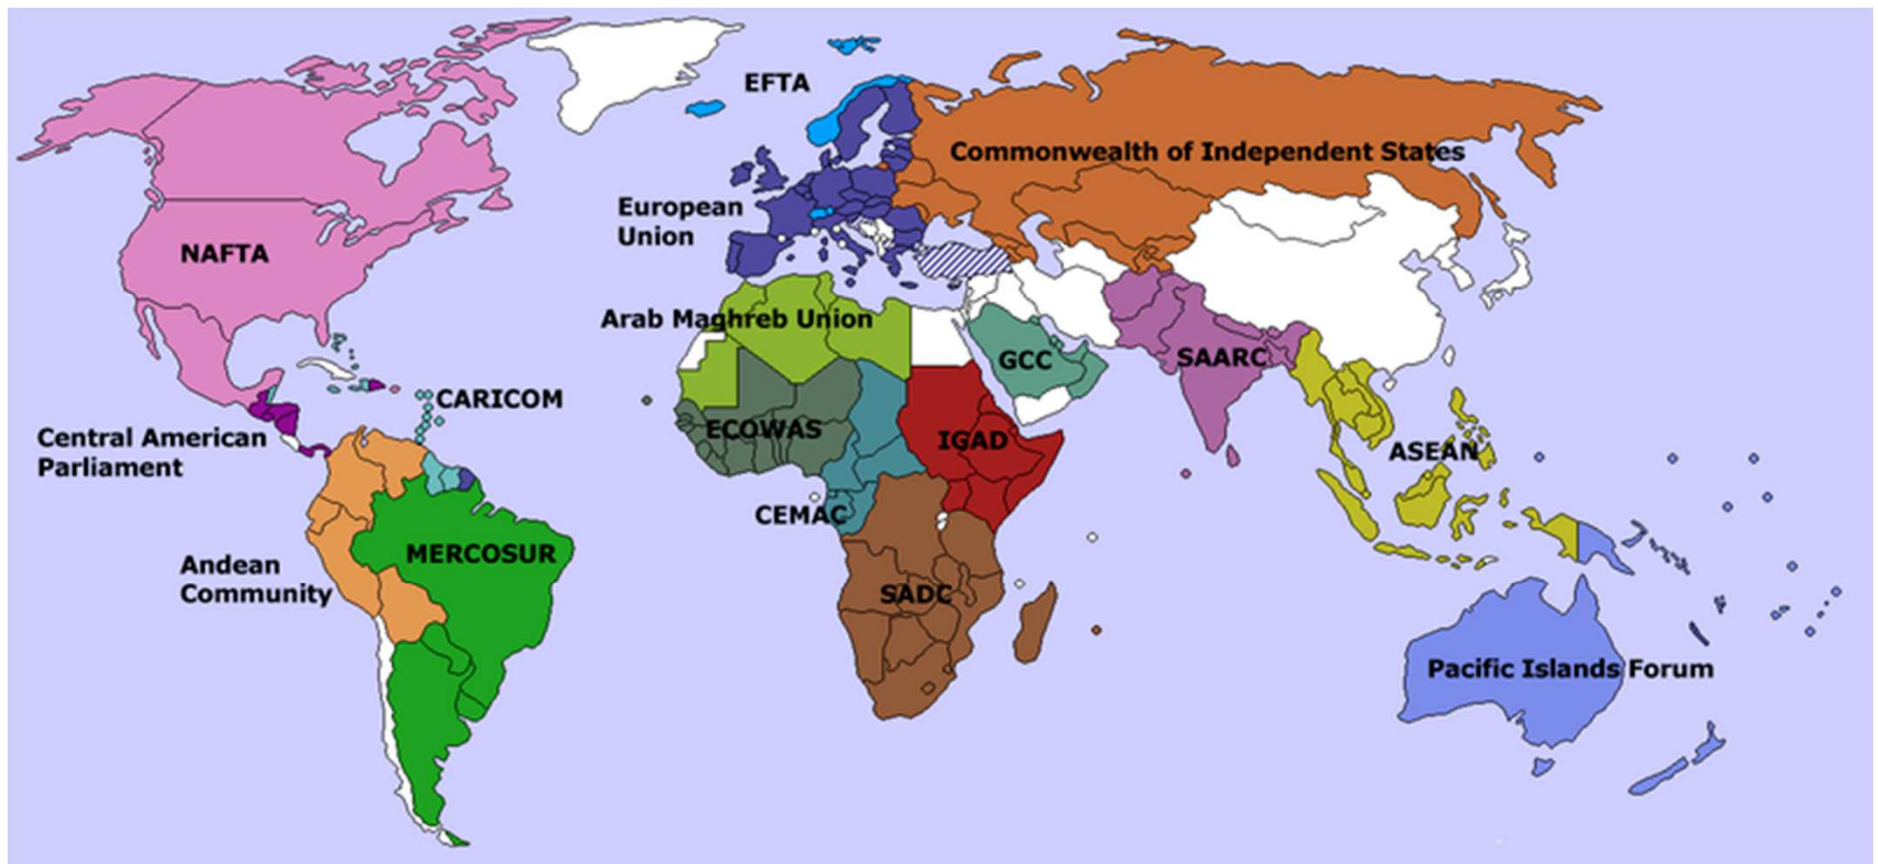 EFTA
Commonwealth of Independent States
European
Union
NAFTA
Arab Maghreb Union
GCC
SAARC
CARICOM
ECOWAS
IGAD
Central American
Parliament
ASEAN
CEMAC
MERCOSUR
Andean
Community
SADC
Pacific Islands Forum